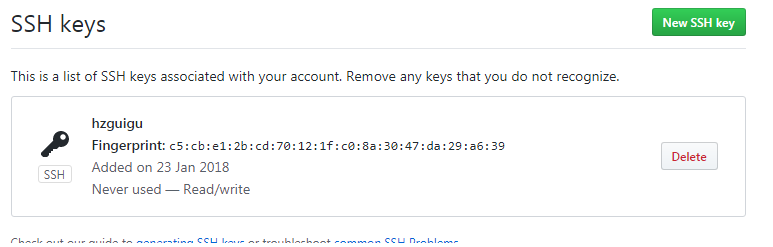 SSH keys
New SSH key
This is a list of SSH keys associated with your account. Remove any keys that you do not recognize.
hzguigu
Fingerprint: c5:cb:e1:2b:cd:70:12:1f:c0:8a:30:47:da:29:a6:39
Added on 23 Jan 2018
SSH
Never used — Read/write
Delete
Check out our guide to generating SSH keys or troubleshoot common SSH Problems